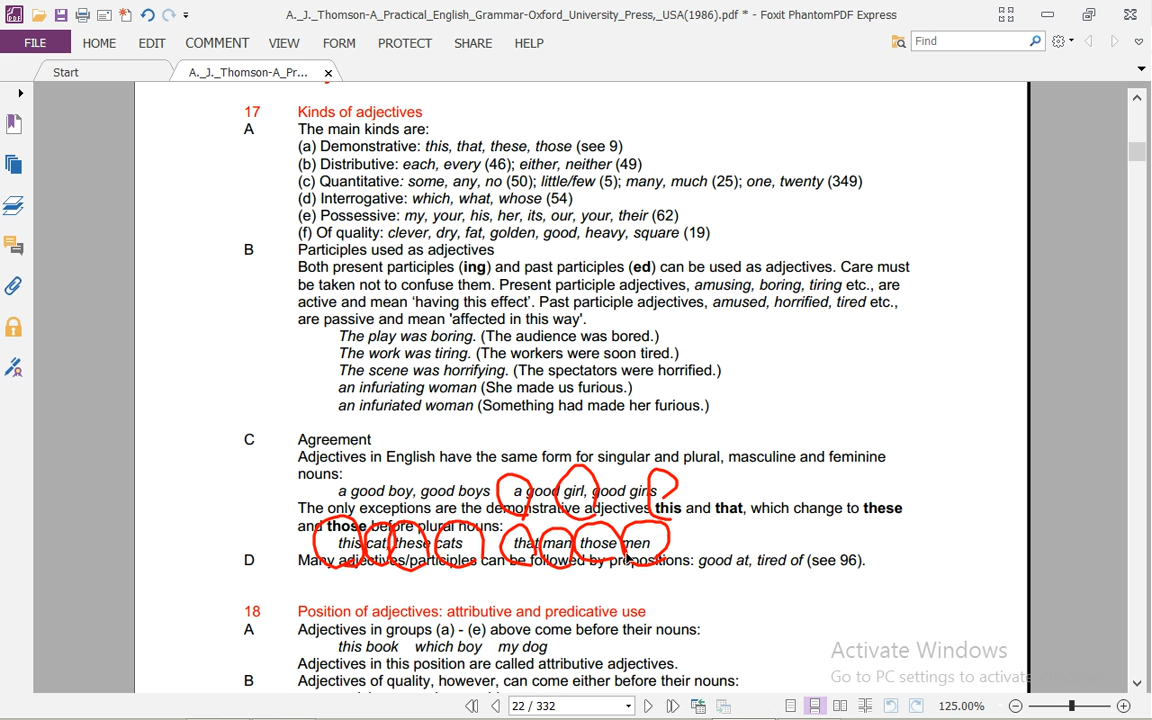 A._J._Thomson-A_Practical_English_Grammar-Oxford_University_Press,_USA(1986).pdf * - Foxit PhantomPDF Express
FILE HOME EDIT COMMENT VIEW FORM PROTECT SHARE HELP Find
Start A._J._Thomson-A_Pr... ×
17 Kinds of adjectives
A The main kinds are:
(a) Demonstrative: this, that, these, those (see 9)
(b) Distributive: each, every (46); either, neither (49)
(c) Quantitative: some, any, no (50); little/few (5); many, much (25); one, twenty (349)
(d) Interrogative: which, what, whose (54)
(e) Possessive: my, your, his, her, its, our, your, their (62)
(f) Of quality: clever, dry, fat, golden, good, heavy, square (19)
B Participles used as adjectives
Both present participles (ing) and past participles (ed) can be used as adjectives. Care must
be taken not to confuse them. Present participle adjectives, amusing, boring, tiring etc., are
active and mean 'having this effect'. Past participle adjectives, amused, horrified, tired etc.,
are passive and mean 'affected in this way'.
The play was boring. (The audience was bored.)
The work was tiring. (The workers were soon tired.)
The scene was horrifying. (The spectators were horrified.)
an infuriating woman (She made us furious.)
an infuriated woman (Something had made her furious.)
C Agreement
Adjectives in English have the same form for singular and plural, masculine and feminine
nouns:
a good boy, good boys a good girl, good girls
The only exceptions are the demonstrative adjectives this and that, which change to these
and those before plural nouns:
this cat, these cats that man, those men
D Many adjectives/participles can be followed by prepositions: good at, tired of (see 96).
18 Position of adjectives: attributive and predicative use
A Adjectives in groups (a) - (e) above come before their nouns:
this book which boy my dog
Adjectives in this position are called attributive adjectives.
B Adjectives of quality, however, can come either before their nouns:
Activate Windows
Go to PC settings to activate
22 / 332 125.00%